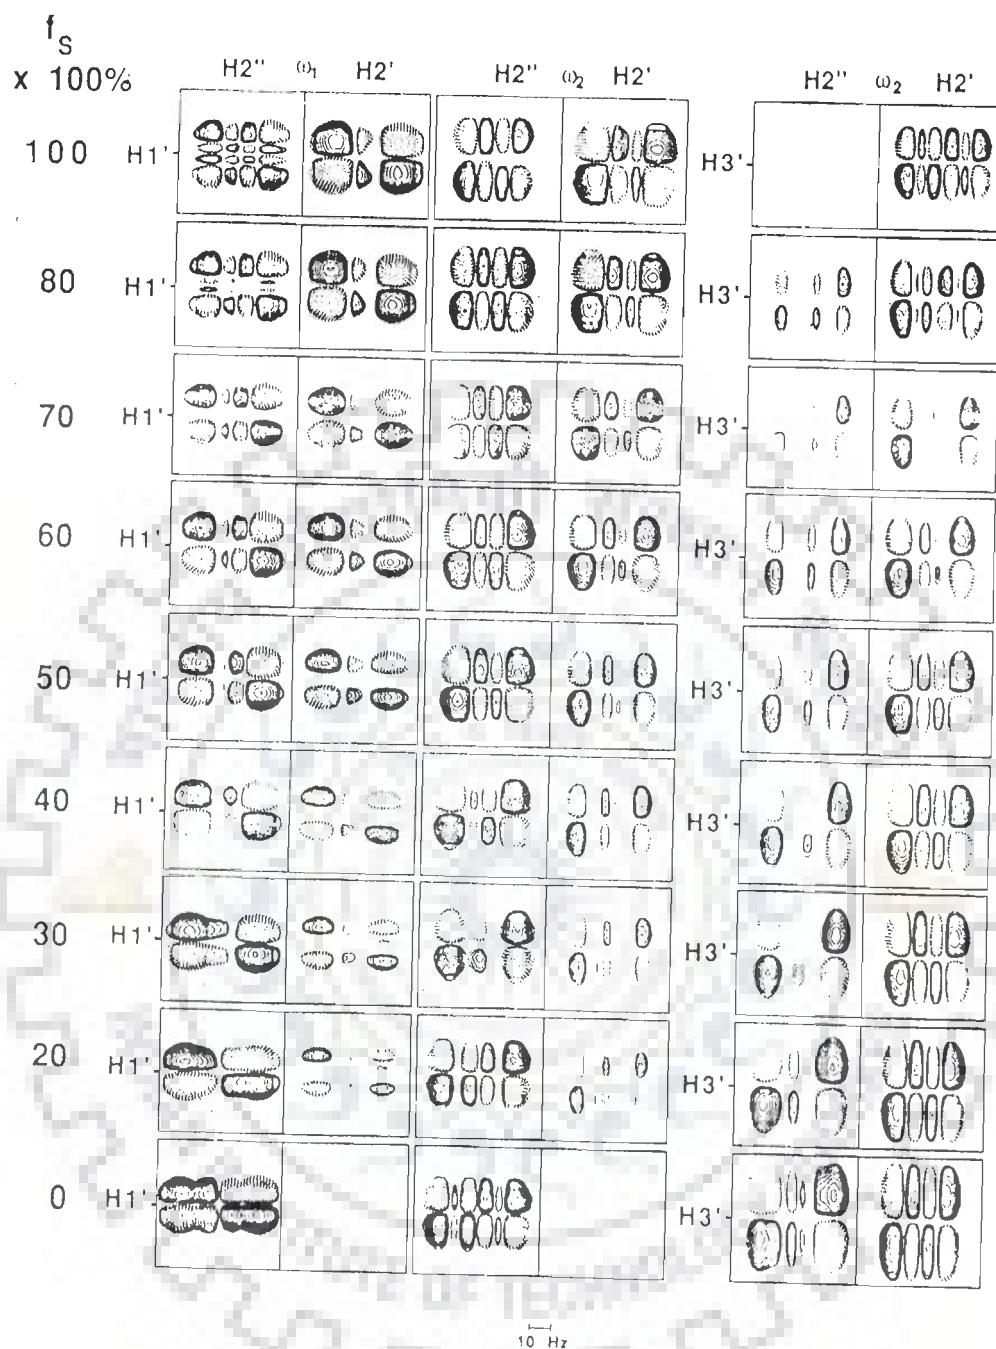 fS
x 100%
H2'' ω1 H2' H2'' ω2 H2' H2'' ω2 H2'
100 H1' H3'
80 H1' H3'
70 H1' H3'
60 H1' H3'
50 H1' H3'
40 H1' H3'
30 H1' H3'
20 H1' H3'
0 H1' H3'
10 Hz